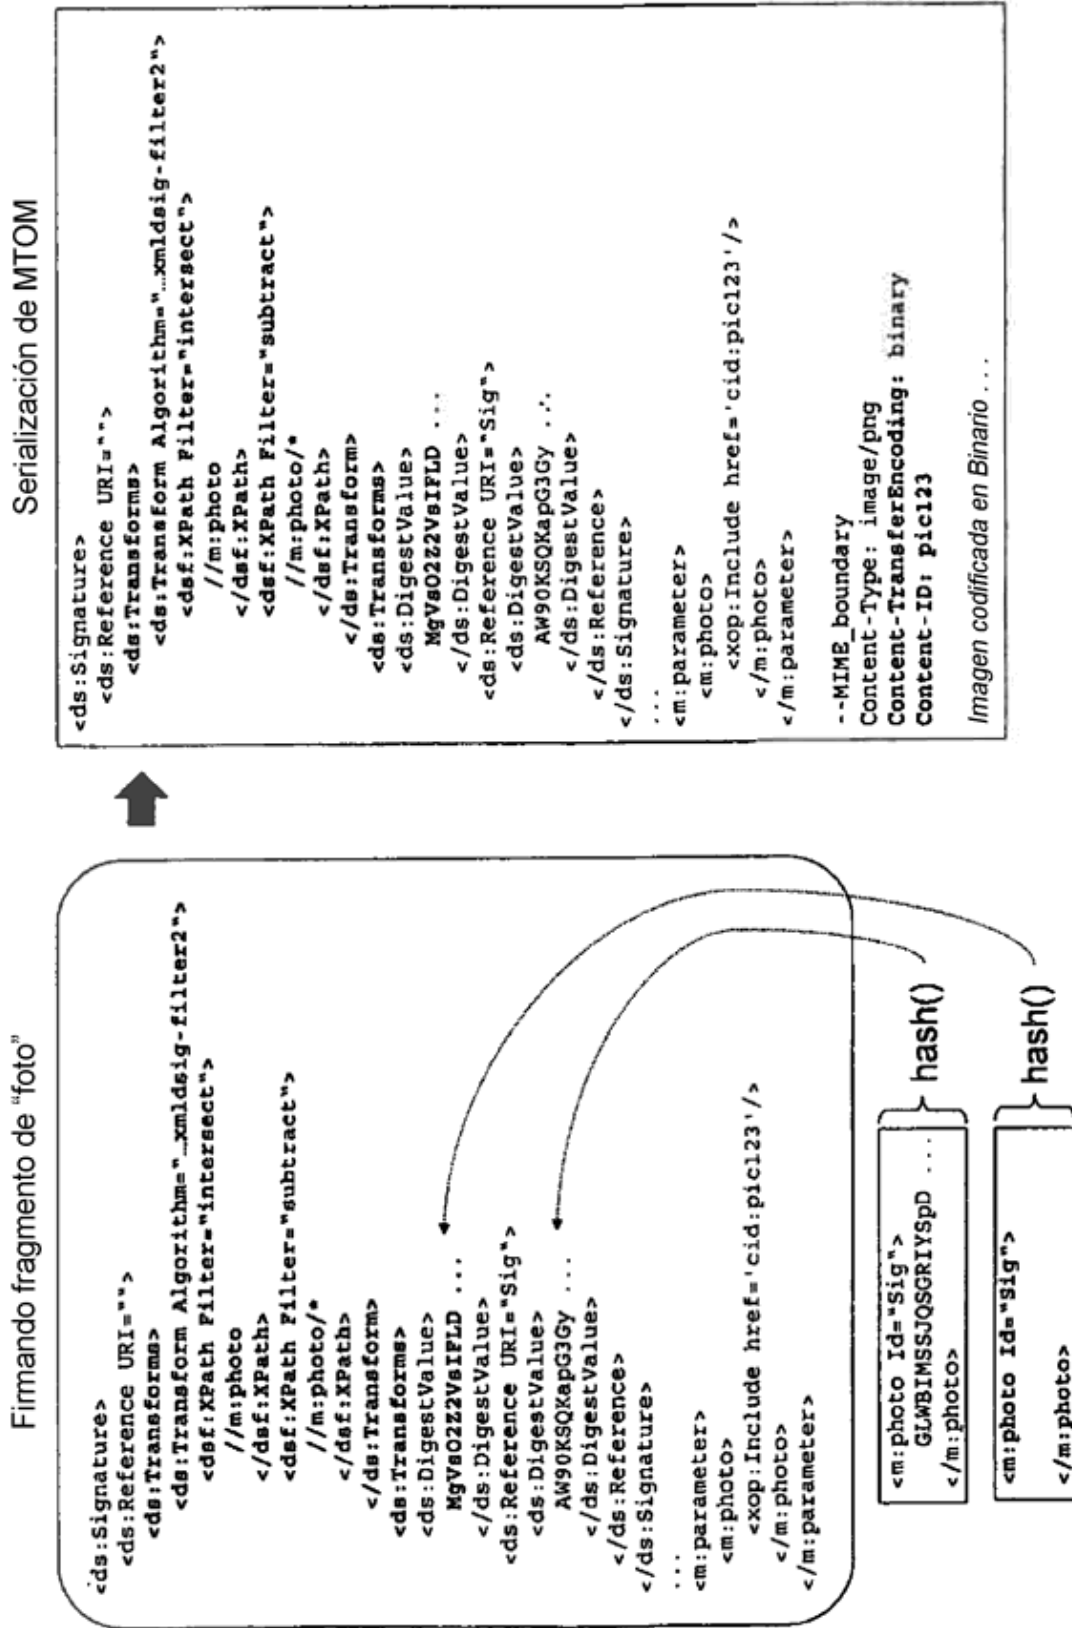 Firmando fragmento de “foto”
<ds:Signature>
<ds:Reference URI="">
<ds:Transforms>
<ds:Transform Algorithm="…xmldsig-filter2">
<dsf:XPath Filter="intersect">
//m:photo
</dsf:XPath>
<dsf:XPath Filter="subtract">
//m:photo/*
</dsf:XPath>
</ds:Transform>
<ds:Transforms>
<ds:DigestValue>
MgVsO2Z2VsIFLD ...
</ds:DigestValue>
<ds:Reference URI="Sig">
<ds:DigestValue>
AW90KSQKapG3Gy ...
</ds:DigestValue>
</ds:Reference>
</ds:Signature>
...
<m:parameter>
<m:photo>
<xop:Include href='cid:pic123'/>
</m:photo>
</m:parameter>
<m:photo Id="Sig">
GLWBIMSSJQSGRIYSpD ...
</m:photo>
hash()
<m:photo Id="Sig">
</m:photo>
hash()
Serialización de MTOM
<ds:Signature>
<ds:Reference URI="">
<ds:Transforms>
<ds:Transform Algorithm="…xmldsig-filter2">
<dsf:XPath Filter="intersect">
//m:photo
</dsf:XPath>
<dsf:XPath Filter="subtract">
//m:photo/*
</dsf:XPath>
</ds:Transform>
<ds:Transforms>
<ds:DigestValue>
MgVsO2Z2VsIFLD ...
</ds:DigestValue>
<ds:Reference URI="Sig">
<ds:DigestValue>
AW90KSQKapG3Gy ...
</ds:DigestValue>
</ds:Reference>
</ds:Signature>
...
<m:parameter>
<m:photo>
<xop:Include href='cid:pic123'/>
</m:photo>
</m:parameter>
--MIME_boundary
Content-Type: image/png
Content-TransferEncoding: binary
Content-ID: pic123
Imagen codificada en Binario ...